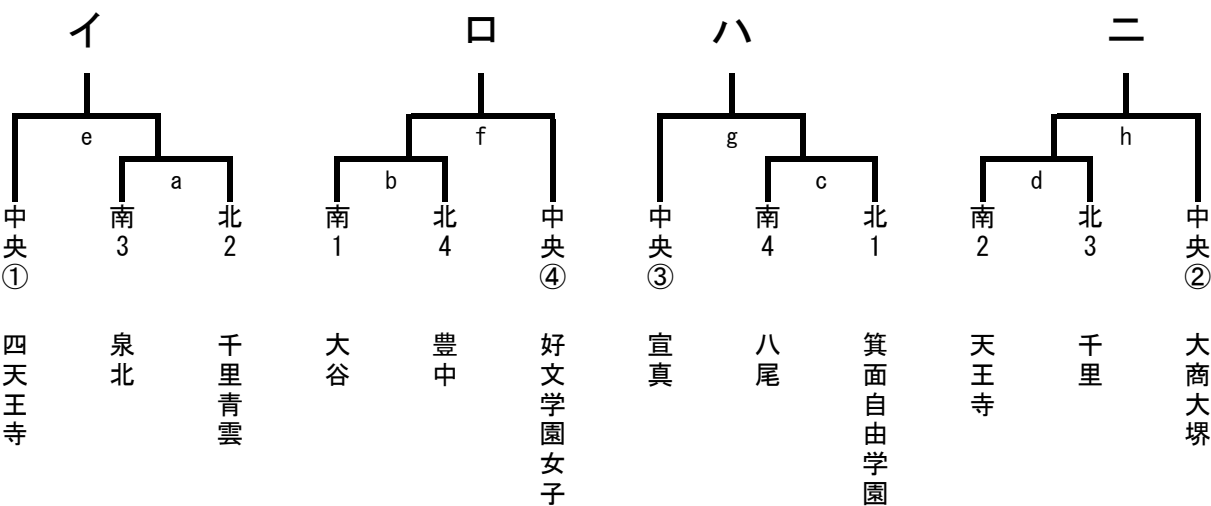 イ ロ ハ ニ
e f g h
a b c d
中央① 南3 北2 南1 北4 中央④ 中央③ 南4 北1 南2 北3 中央②
四天王寺 泉北 千里青雲 大谷 豊中 好文学園女子 宣真 八尾 箕面自由学園 天王寺 千里 大商大堺